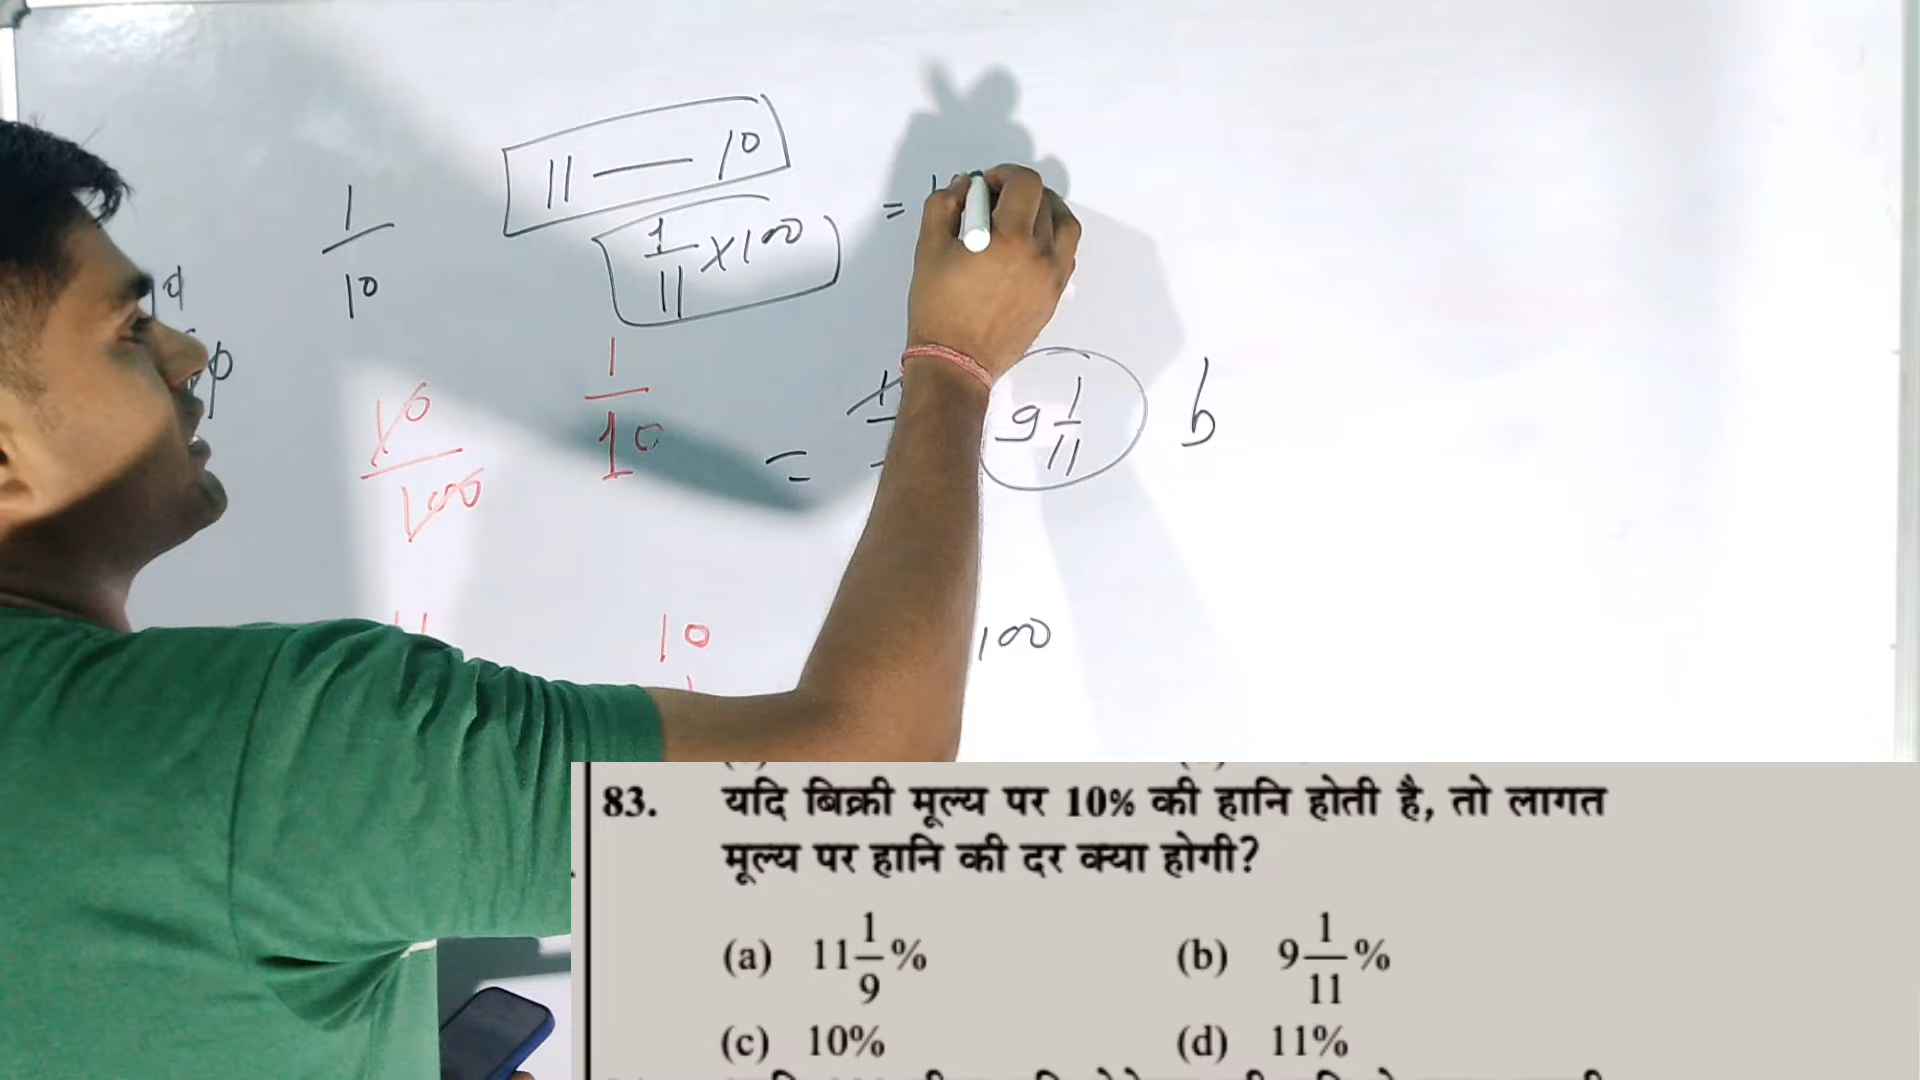 11 — 10
1/10
1/11 × 100
=
1/10
10/100
=
9 1/11
b
10
100
83. यदि बिक्री मूल्य पर 10% की हानि होती है, तो लागत
मूल्य पर हानि की दर क्या होगी?
(a) 11 1/9 % (b) 9 1/11 %
(c) 10% (d) 11%